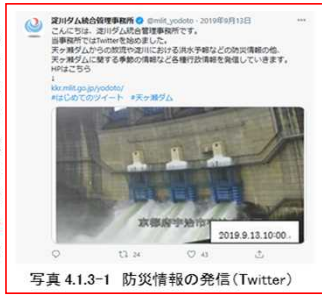 淀川ダム統合管理事務所 @mlit_yodoto・2019年9月13日
こんにちは、淀川ダム統合管理事務所です。
当事務所ではTwitterを始めました。
天ヶ瀬ダムからの放流や淀川における洪水予報などの防災情報の他、
天ヶ瀬ダムに関する季節の情報など各種行政情報を発信していきます。
HPはこちら
↓
kkr.mlit.go.jp/yodoto/
#はじめてのツイート #天ヶ瀬ダム
京都府宇治市
2019.9.13.10:00
24
43
写真 4.1.3-1 防災情報の発信(Twitter)